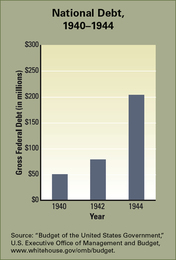 National Debt,
1940–1944
Gross Federal Debt (in millions)
$300
$250
$200
$150
$100
$50
$0
1940 1942 1944
Year
Source: “Budget of the United States Government,”
U.S. Executive Office of Management and Budget,
www.whitehouse.gov/omb/budget.